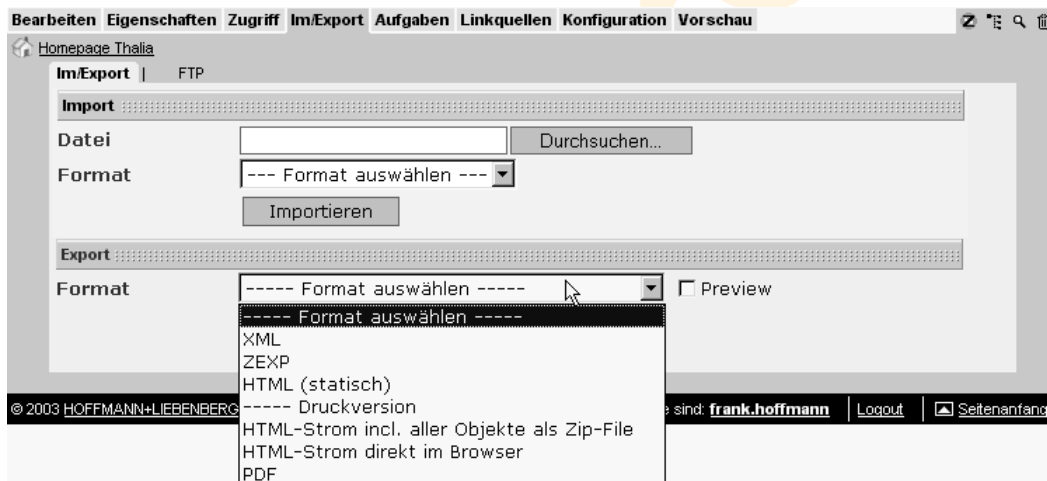 Bearbeiten Eigenschaften Zugriff Im/Export Aufgaben Linkquellen Konfiguration Vorschau
Homepage Thalia
Im/Export | FTP
Import
Datei Durchsuchen...
Format --- Format auswählen ---
Importieren
Export
Format ----- Format auswählen ----- Preview
----- Format auswählen -----
XML
ZEXP
HTML (statisch)
© 2003 HOFFMANN+LIEBENBERG ----- Druckversion sind: frank.hoffmann Logout Seitenanfang
HTML-Strom incl. aller Objekte als Zip-File
HTML-Strom direkt im Browser
PDF